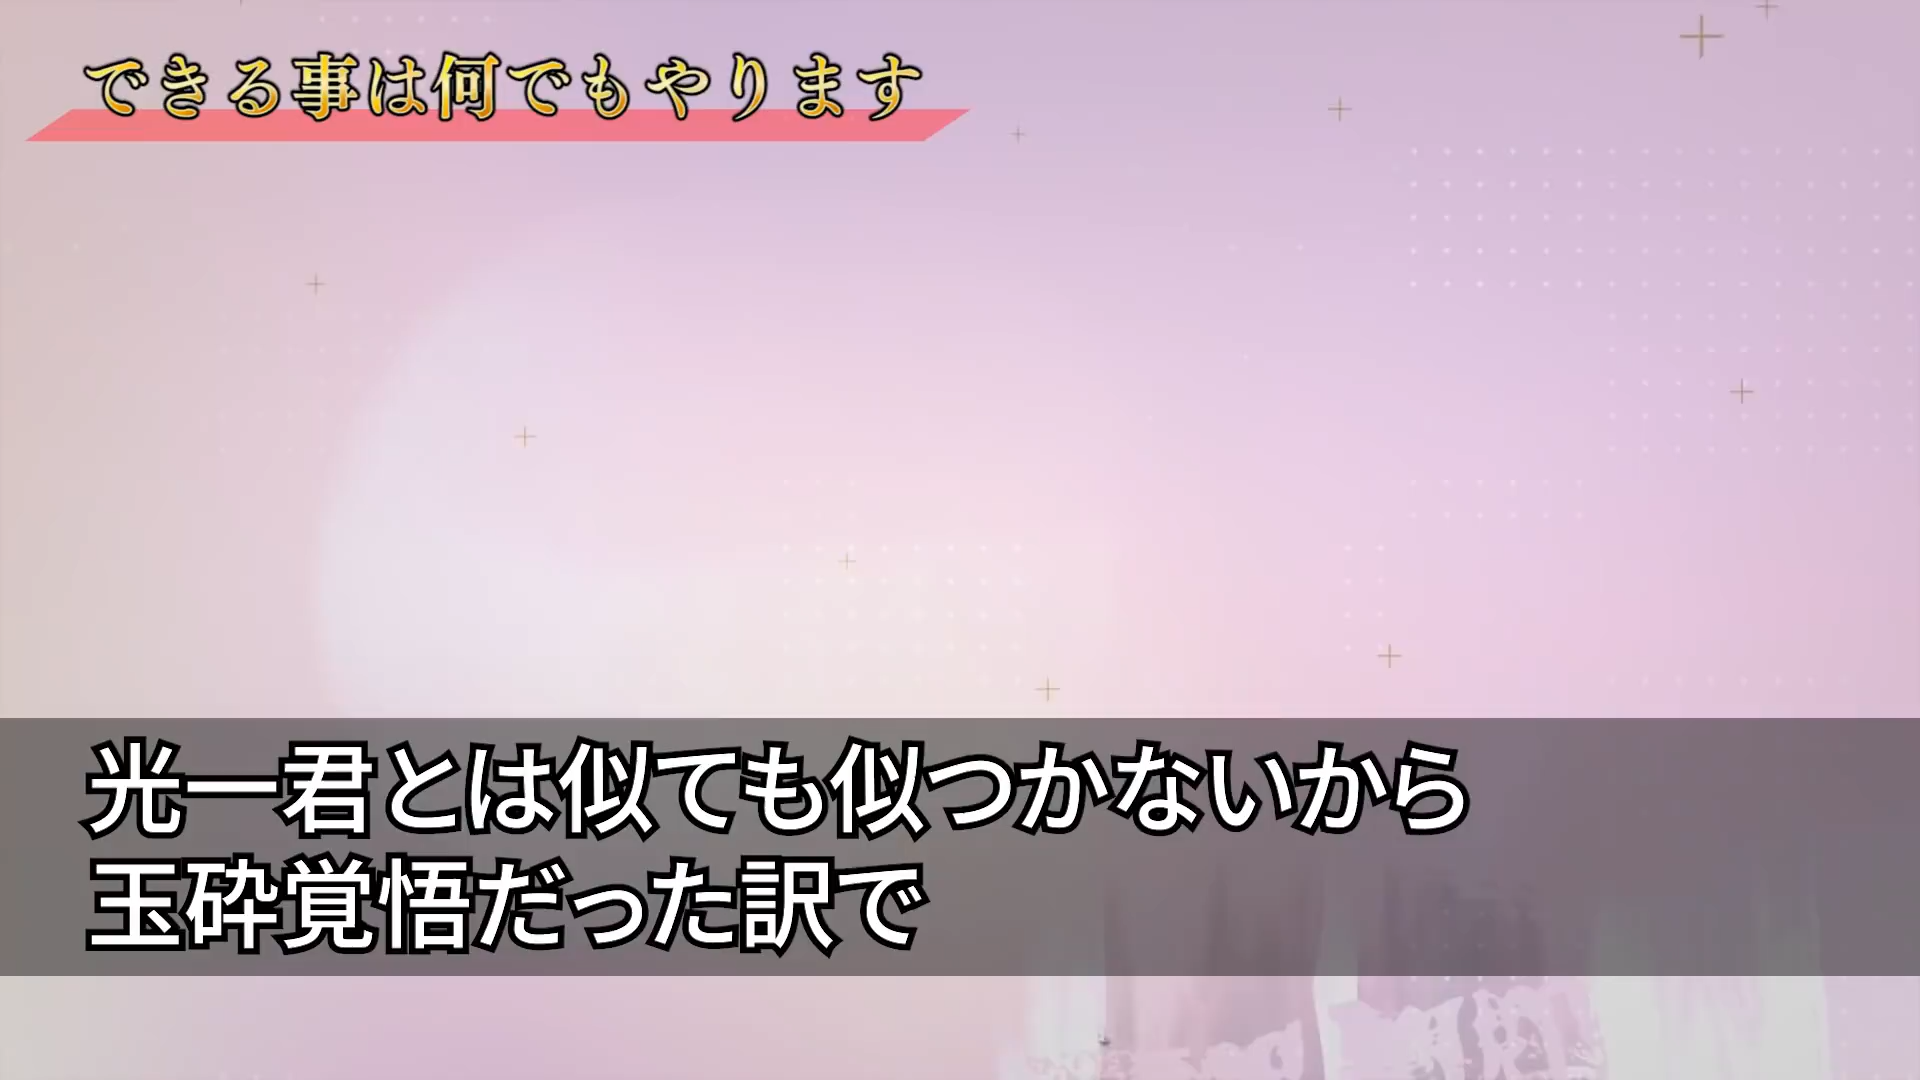 できる事は何でもやります
光一君とは似ても似つかないから
玉砕覚悟だった訳で